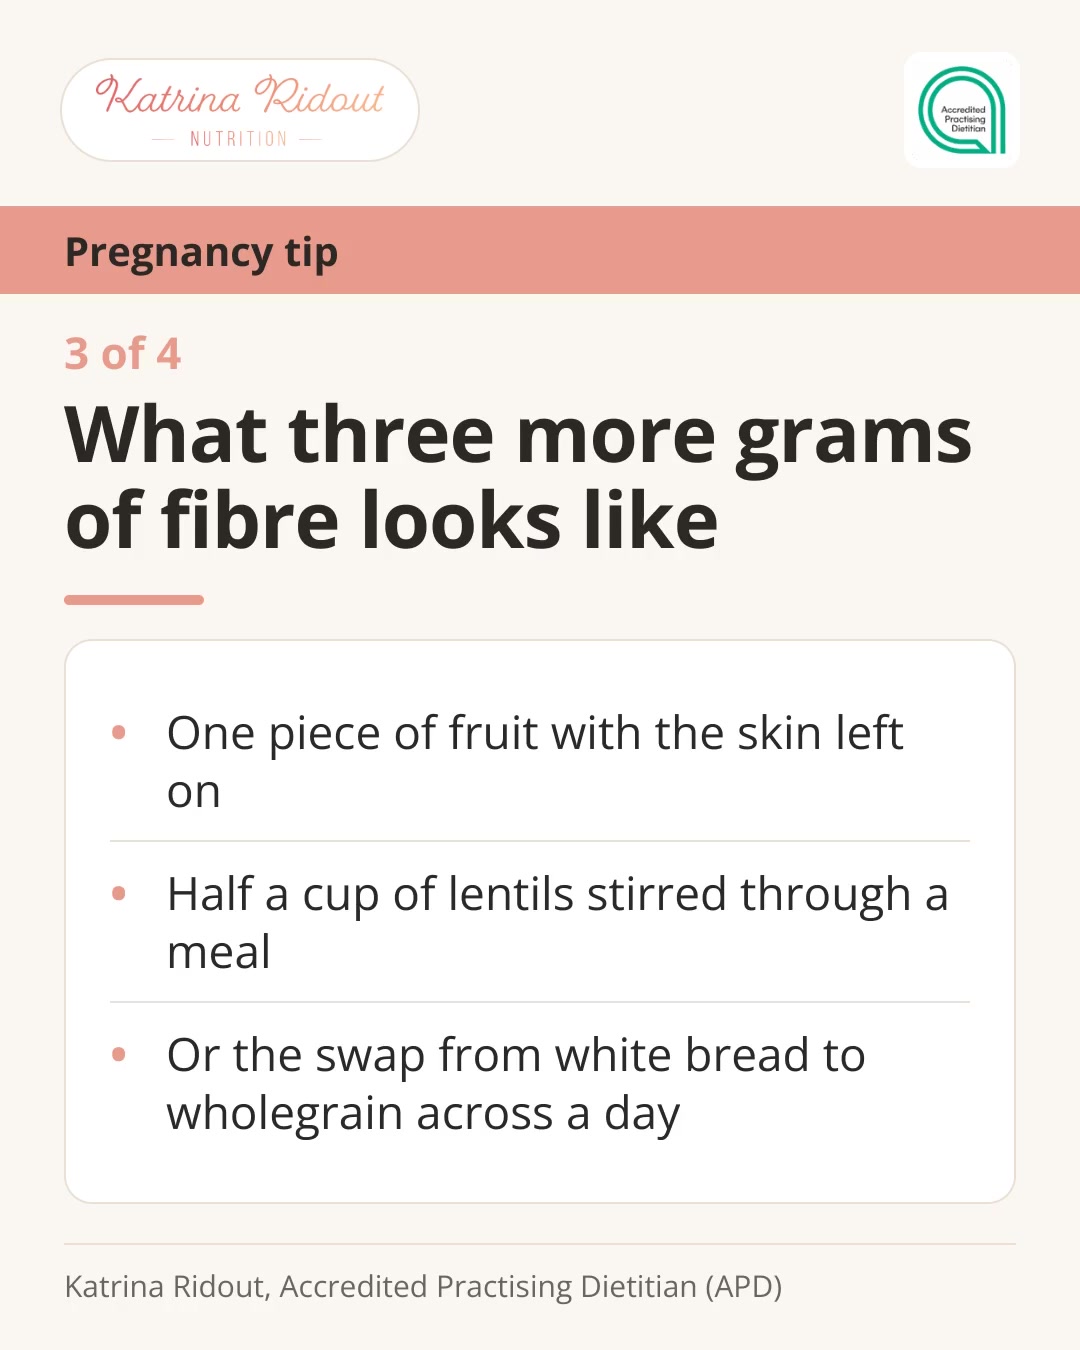 Katrina Ridout
NUTRITION
Accredited
Practising
Dietitian
Pregnancy tip
3 of 4
What three more grams
of fibre looks like
• One piece of fruit with the skin left
on
• Half a cup of lentils stirred through a
meal
• Or the swap from white bread to
wholegrain across a day
Katrina Ridout, Accredited Practising Dietitian (APD)